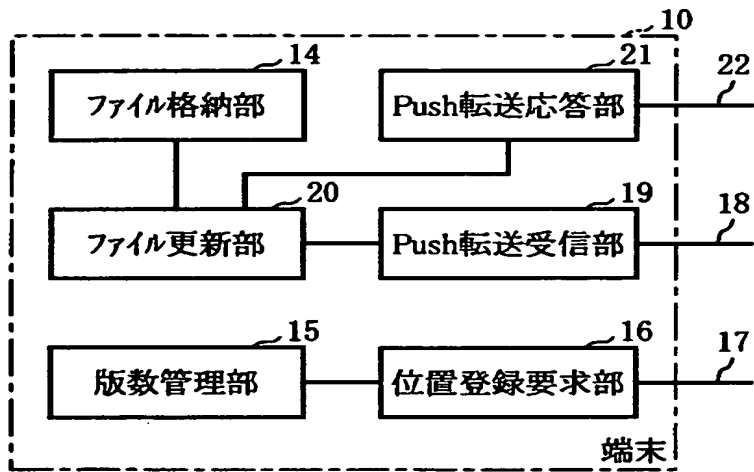 10
14
21
22
ファイル格納部
Push転送応答部
20
19
18
ファイル更新部
Push転送受信部
15
16
17
版数管理部
位置登録要求部
端末